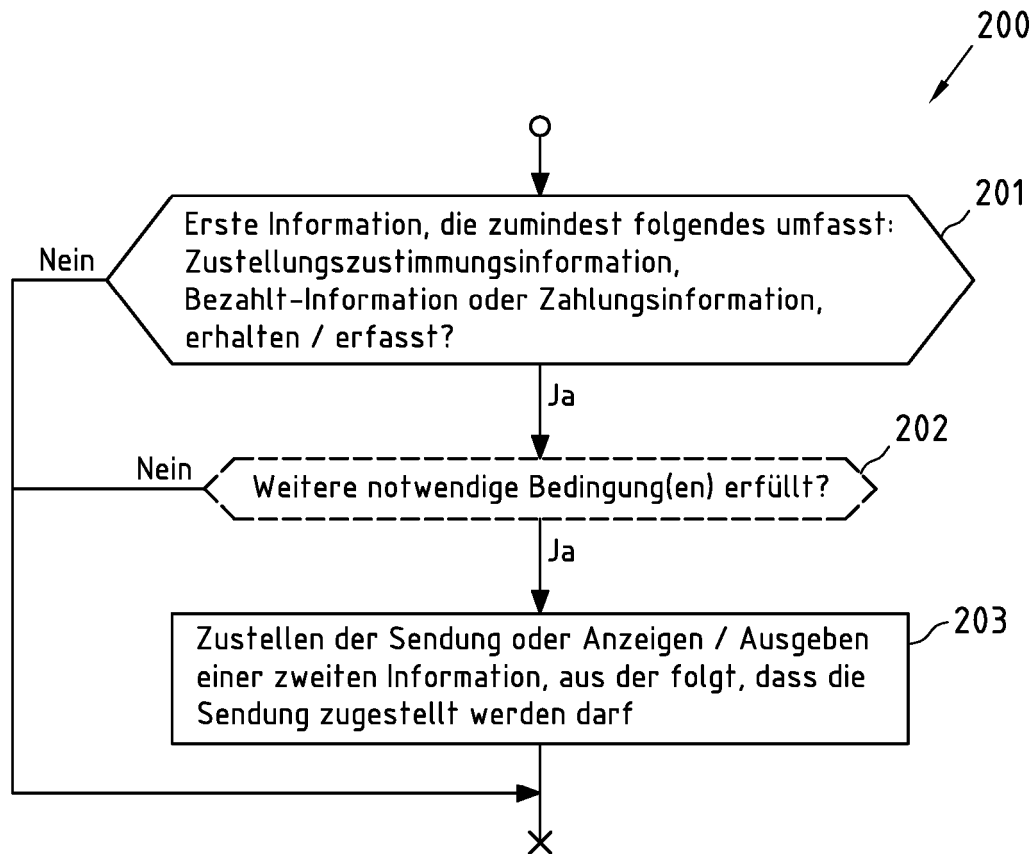 200
201
Erste Information, die zumindest folgendes umfasst:
Zustellungszustimmungsinformation,
Bezahlt-Information oder Zahlungsinformation,
erhalten / erfasst?
Nein
Ja
202
Nein
Weitere notwendige Bedingung(en) erfüllt?
Ja
203
Zustellen der Sendung oder Anzeigen / Ausgeben
einer zweiten Information, aus der folgt, dass die
Sendung zugestellt werden darf